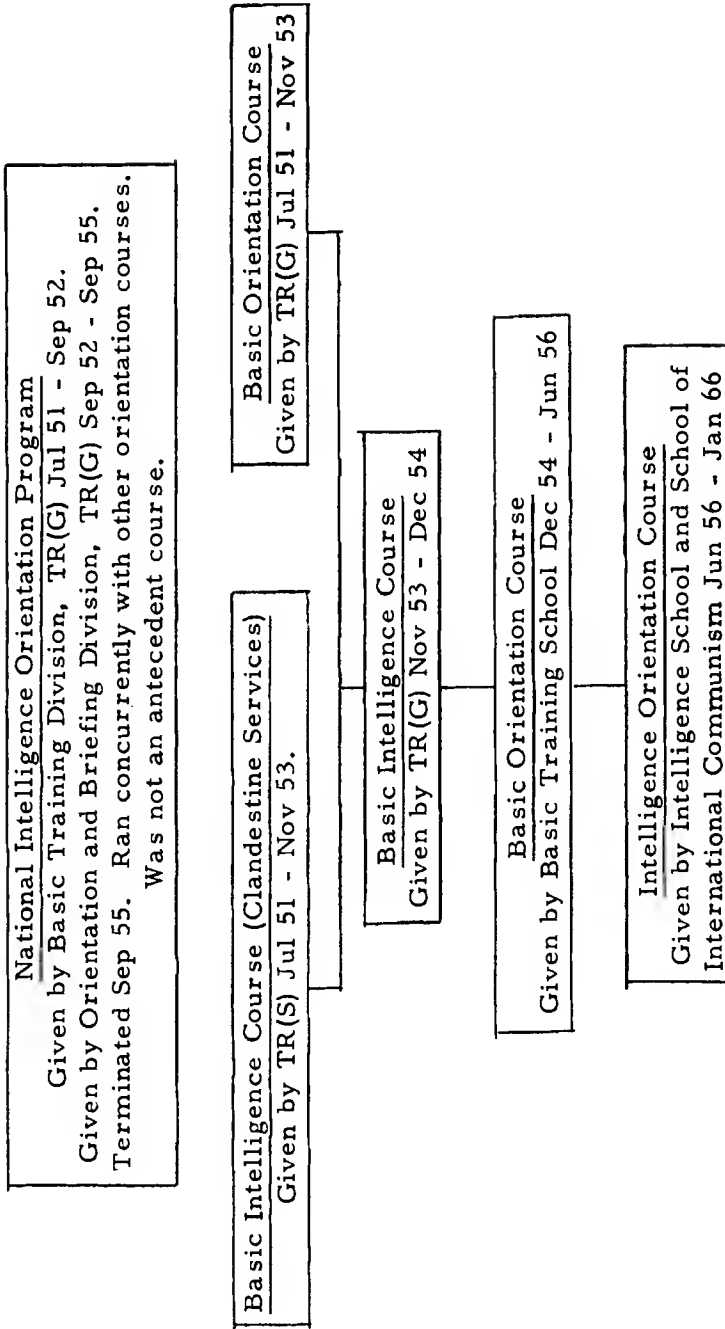 National Intelligence Orientation Program
Given by Basic Training Division, TR(G) Jul 51 - Sep 52.
Given by Orientation and Briefing Division, TR(G) Sep 52 - Sep 55.
Terminated Sep 55. Ran concurrently with other orientation courses.
Was not an antecedent course.
Basic Intelligence Course (Clandestine Services)
Given by TR(S) Jul 51 - Nov 53.
Basic Orientation Course
Given by TR(G) Jul 51 - Nov 53
Basic Intelligence Course
Given by TR(G) Nov 53 - Dec 54
Basic Orientation Course
Given by Basic Training School Dec 54 - Jun 56
Intelligence Orientation Course
Given by Intelligence School and School of
International Communism Jun 56 - Jan 66